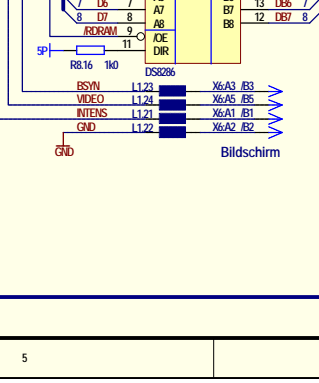 7 D6 7 A7 B7 13 DB6 7
8 D7 8 A8 B8 12 DB7 8
/RDRAM 9 /OE
5P 11 DIR
R8.16 1k0
DS8286
BSYN L1.23 X6:A3 /B3
VIDEO L1.24 X6:A5 /B5
INTENS L1.21 X6:A1 /B1
GND L1.22 X6:A2 /B2
GND Bildschirm
5